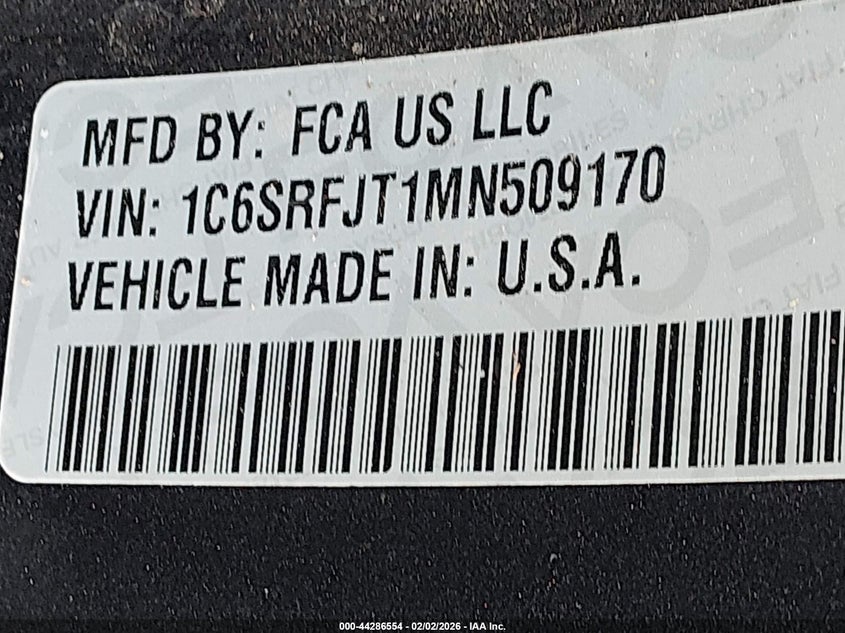 MFD BY: FCA US LLC
VIN: 1C6SRFJT1MN509170
VEHICLE MADE IN: U.S.A.
000-44286554 - 02/02/2026 - IAA Inc.